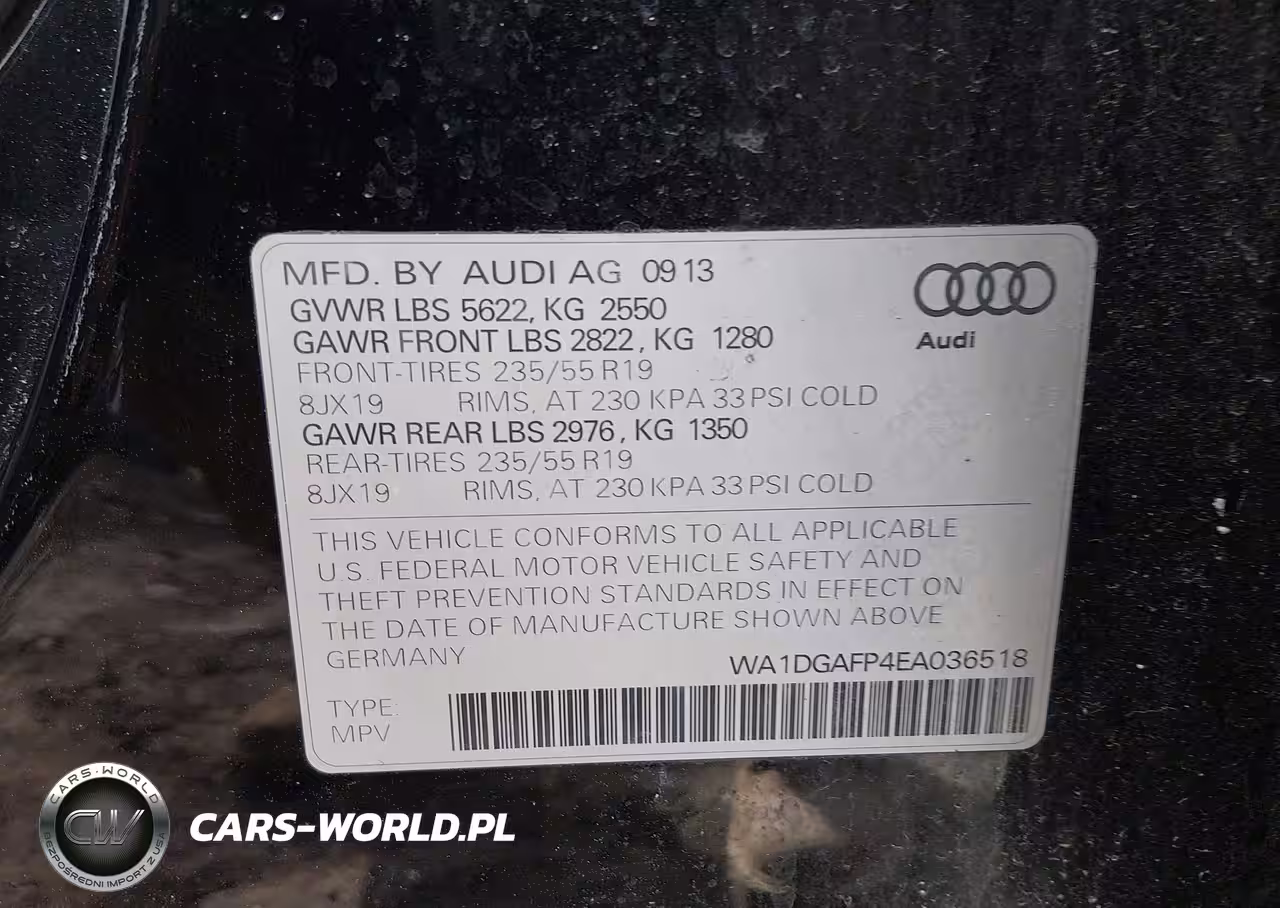 MFD. BY AUDI AG 09 13
GVWR LBS 5622, KG 2550
GAWR FRONT LBS 2822, KG 1280
FRONT-TIRES 235/55 R19
8JX19 RIMS, AT 230 KPA 33 PSI COLD
GAWR REAR LBS 2976, KG 1350
REAR-TIRES 235/55 R19
8JX19 RIMS, AT 230 KPA 33 PSI COLD
Audi
THIS VEHICLE CONFORMS TO ALL APPLICABLE
U.S. FEDERAL MOTOR VEHICLE SAFETY AND
THEFT PREVENTION STANDARDS IN EFFECT ON
THE DATE OF MANUFACTURE SHOWN ABOVE
GERMANY WA1DGAFP4EA036518
TYPE:
MPV
CARS-WORLD
CW
BEZPOŚREDNI IMPORT Z USA
CARS-WORLD.PL